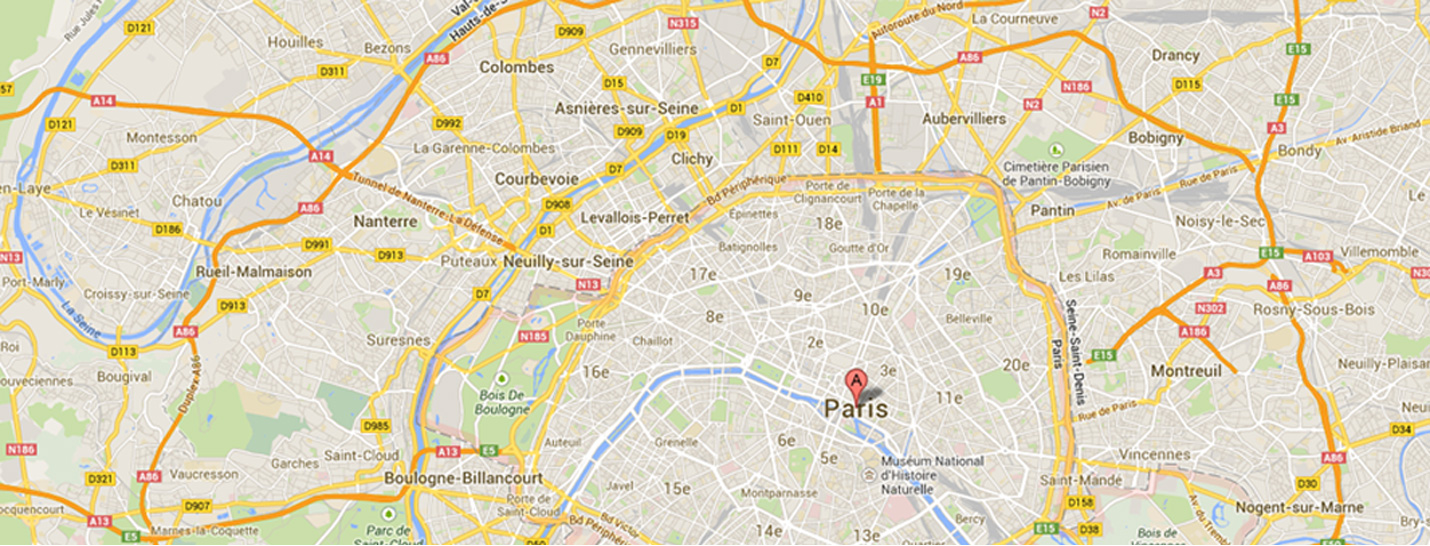 Rue Jules
D121
Val-
Hauts-de-S
N315
D909
Autoroute du Nord
La Courneuve
N2
Houilles
Bezons
Gennevilliers
E15
A86
Colombes
D7
A86
Drancy
D311
D15
E19
N186
D115
57
A14
D410
A1
N2
E15
Asnières-sur-Seine
D1
Saint-Ouen
Aubervilliers
D121
D992
D909
D19
A3
Av. Aristide Briand
Montesson
La Garenne-Colombes
D111
D14
Bobigny
Bondy
D311
A14
Clichy
Cimetière Parisien
de Pantin-Bobigny
D7
Courbevoie
Tunnel de Nanterre-La Défense
Bd Périphérique
Porte de
Clignancourt
Porte de la
Chapelle
Av. de Paris
Rue de Paris
en-Laye
Chatou
Le
Le Vésinet
A86
D908
Levallois-Perret
Epinettes
18e
Pantin
Noisy-le-Sec
Nanterre
D186
D1
D991
D913
Batignolles
Goutte d'Or
Romainville
E15
A103
Villemomble
N13
Puteaux
Neuilly-sur-Seine
Rueil-Malmaison
17e
19e
Les Lilas
A3
N30
Port-Marly
Croissy-sur-Seine
D7
N13
9e
A86
La Seine
D913
8e
10e
Belleville
N302
Rosny-Sous-Bois
A86
Porte
Dauphine
Suresnes
N185
Chaillot
2e
Seine-Saint-Denis
Paris
A186
Roi
D113
E15
20e
Neuilly-Plaisan
Bougival
16e
3e
A
Montreuil
ouveciennes
Duplex A86
Bois De
Boulogne
Paris
11e
Rue de Paris
Neui
D985
D34
N186
Auteuil
Grenelle
6e
Saint-Cloud
A13
E5
5e
Vincennes
A86
Garches
Muséum National
d'Histoire
Naturelle
D321
A86
Vaucresson
Boulogne-Billancourt
Javel
15e
Montparnasse
Saint-Mandé
D30
Bry-s
D907
Porte de
Saint-Cloud
D158
Nogent-sur-Marne
ocquencourt
A13
Bd Victor
Bercy
Av. du Tremb
E5
Marnes-la-Coquette
Parc de
Saint-Cloud
Bd Périphé
14e
13e
E15
D38
Bois de
Vincennes
D50
Quartier
E50